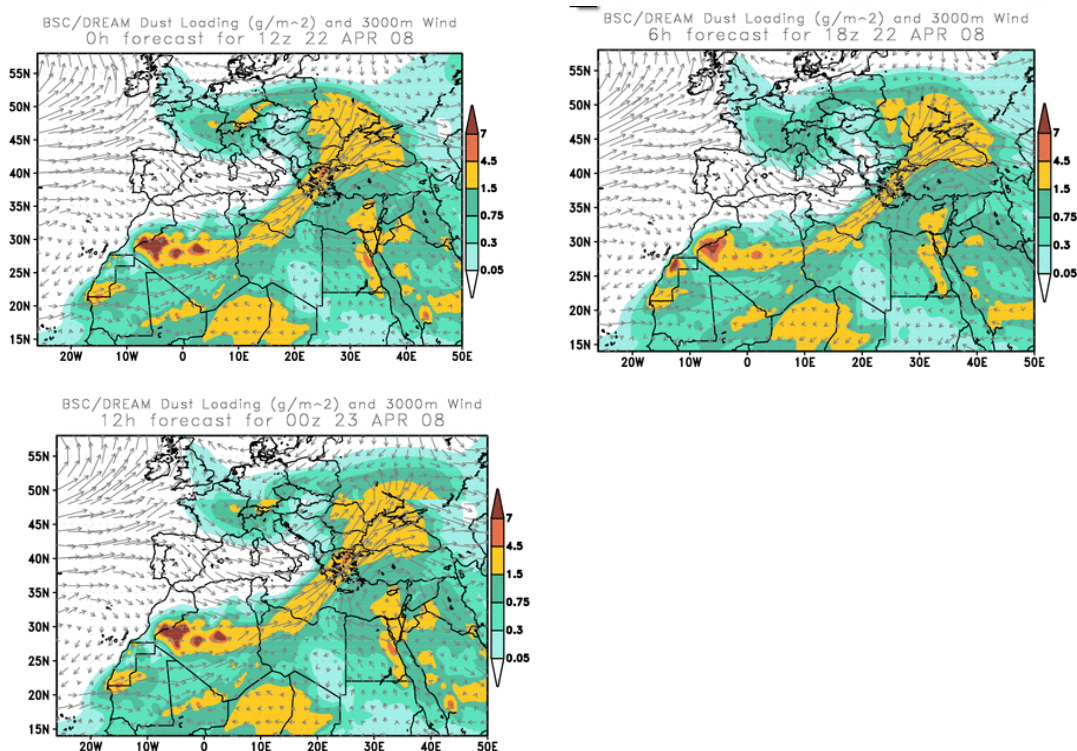 BSC/DREAM Dust Loading (g/m^2) and 3000m Wind
0h forecast for 12z 22 APR 08
55N
50N
45N
40N
35N
30N
25N
20N
15N
20W 10W 0 10E 20E 30E 40E 50E
7
4.5
1.5
0.75
0.3
0.05
BSC/DREAM Dust Loading (g/m^2) and 3000m Wind
6h forecast for 18z 22 APR 08
55N
50N
45N
40N
35N
30N
25N
20N
15N
20W 10W 0 10E 20E 30E 40E 50E
7
4.5
1.5
0.75
0.3
0.05
BSC/DREAM Dust Loading (g/m^2) and 3000m Wind
12h forecast for 00z 23 APR 08
55N
50N
45N
40N
35N
30N
25N
20N
15N
20W 10W 0 10E 20E 30E 40E 50E
7
4.5
1.5
0.75
0.3
0.05